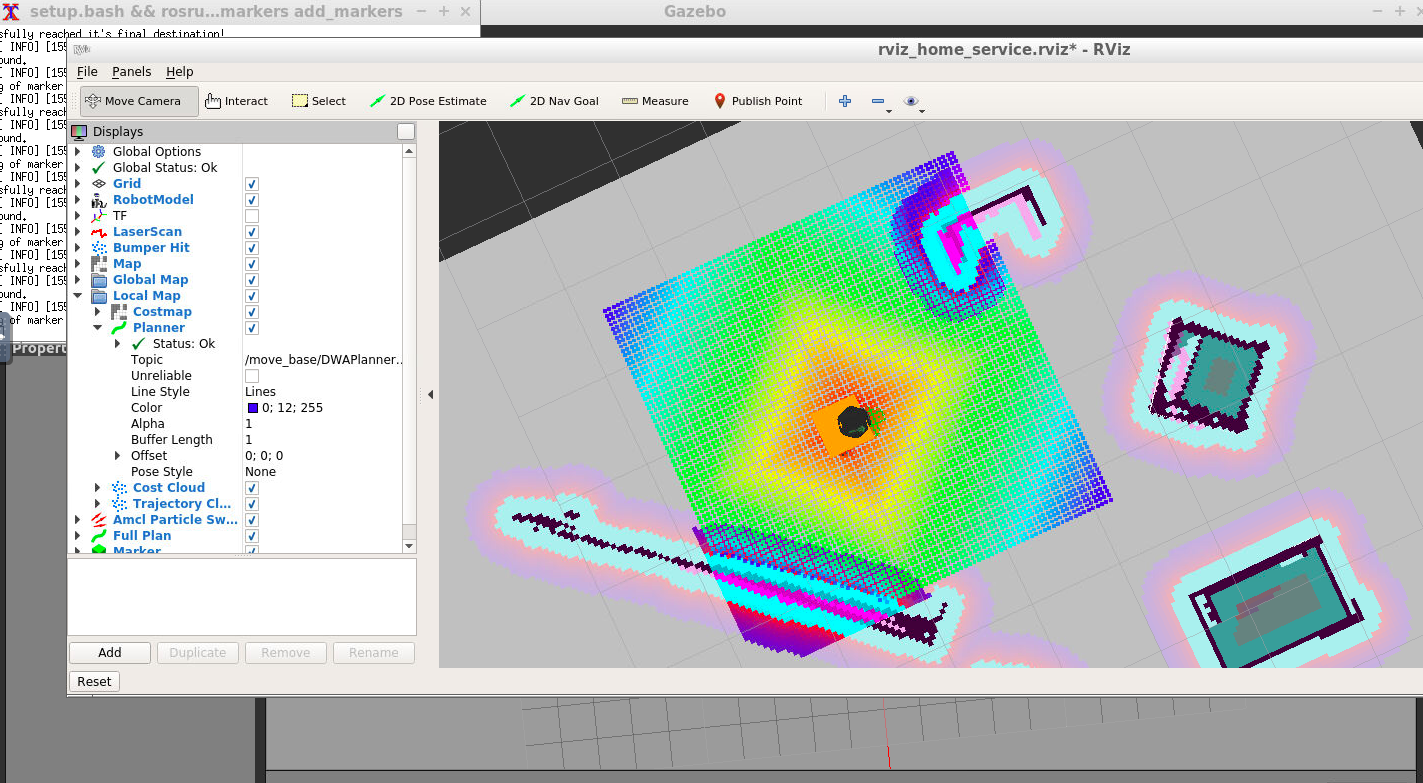 setup.bash && rosru...markers add_markers
Gazebo
sfully reached it's final destination!
[ INFO] [155
ound.
[ INFO] [155
g of marker
[ INFO] [155
sfully reach
[ INFO] [155
ound.
[ INFO] [155
g of marker
[ INFO] [155
sfully reach
[ INFO] [155
ound.
[ INFO] [155
g of marker
[ INFO] [155
sfully reach
[ INFO] [155
ound.
[ INFO] [155
g of marker
Propert
rviz_home_service.rviz* - RViz
File Panels Help
Move Camera Interact Select 2D Pose Estimate 2D Nav Goal Measure Publish Point
Displays
Global Options
Global Status: Ok
Grid
RobotModel
TF
LaserScan
Bumper Hit
Map
Global Map
Local Map
Costmap
Planner
Status: Ok
Topic /move_base/DWAPlanner...
Unreliable
Line Style Lines
Color 0; 12; 255
Alpha 1
Buffer Length 1
Offset 0; 0; 0
Pose Style None
Cost Cloud
Trajectory Cl...
Amcl Particle Sw...
Full Plan
Marker
Add Duplicate Remove Rename
Reset